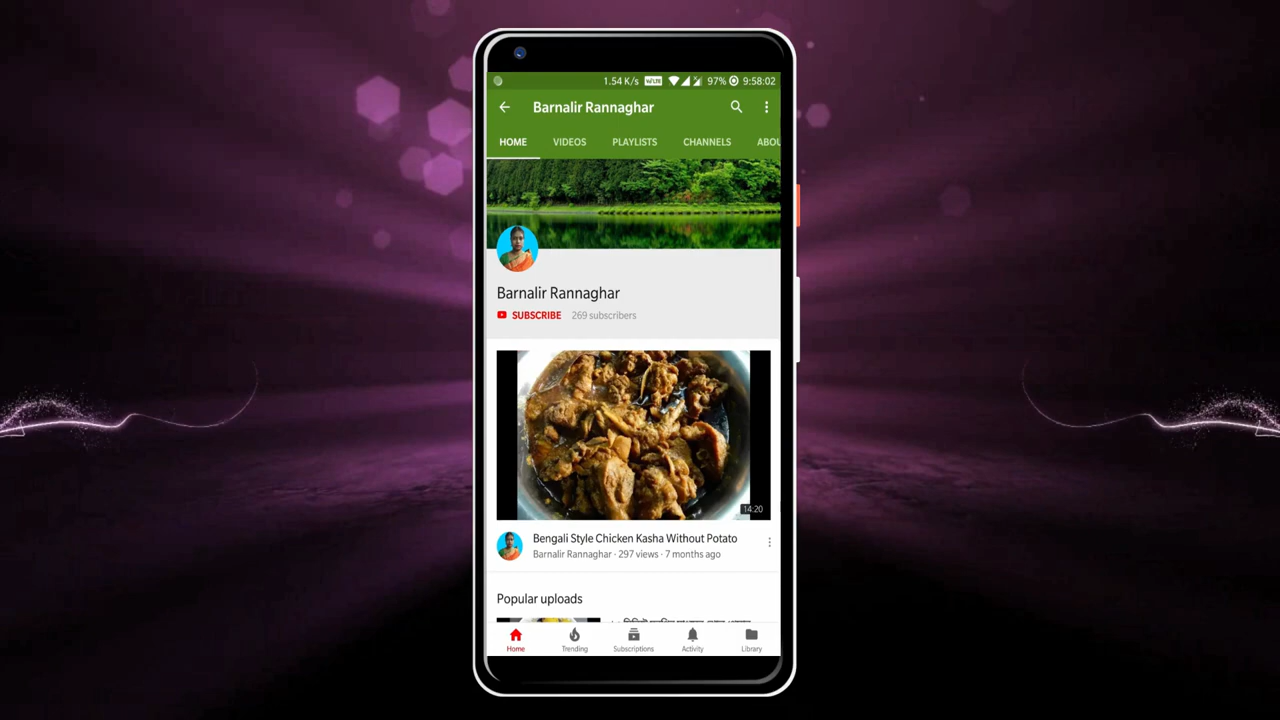 1.54 K/s VoLTE 97% 9:58:02
Barnalir Rannaghar
HOME VIDEOS PLAYLISTS CHANNELS ABOU
Barnalir Rannaghar
SUBSCRIBE 269 subscribers
14:20
Bengali Style Chicken Kasha Without Potato
Barnalir Rannaghar · 297 views · 7 months ago
Popular uploads
Home Trending Subscriptions Activity Library